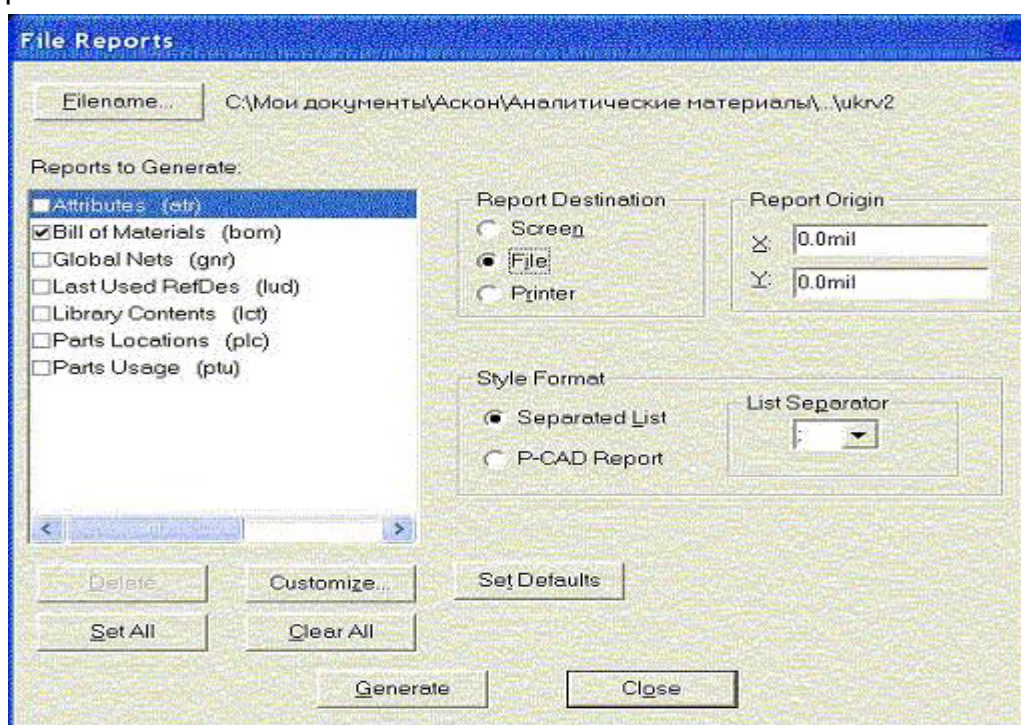 File Reports
Filename... C:\Мои документы\Аскон\Аналитические материалы\...\ukrv2
Reports to Generate:
Attributes (atr)
Bill of Materials (bom)
Global Nets (gnr)
Last Used RefDes (lud)
Library Contents (lct)
Parts Locations (plc)
Parts Usage (ptu)
Report Destination
Screen
File
Printer
Report Origin
X: 0.0mil
Y: 0.0mil
Style Format
Separated List
P-CAD Report
List Separator
Delete Customize... Set Defaults
Set All Clear All
Generate Close